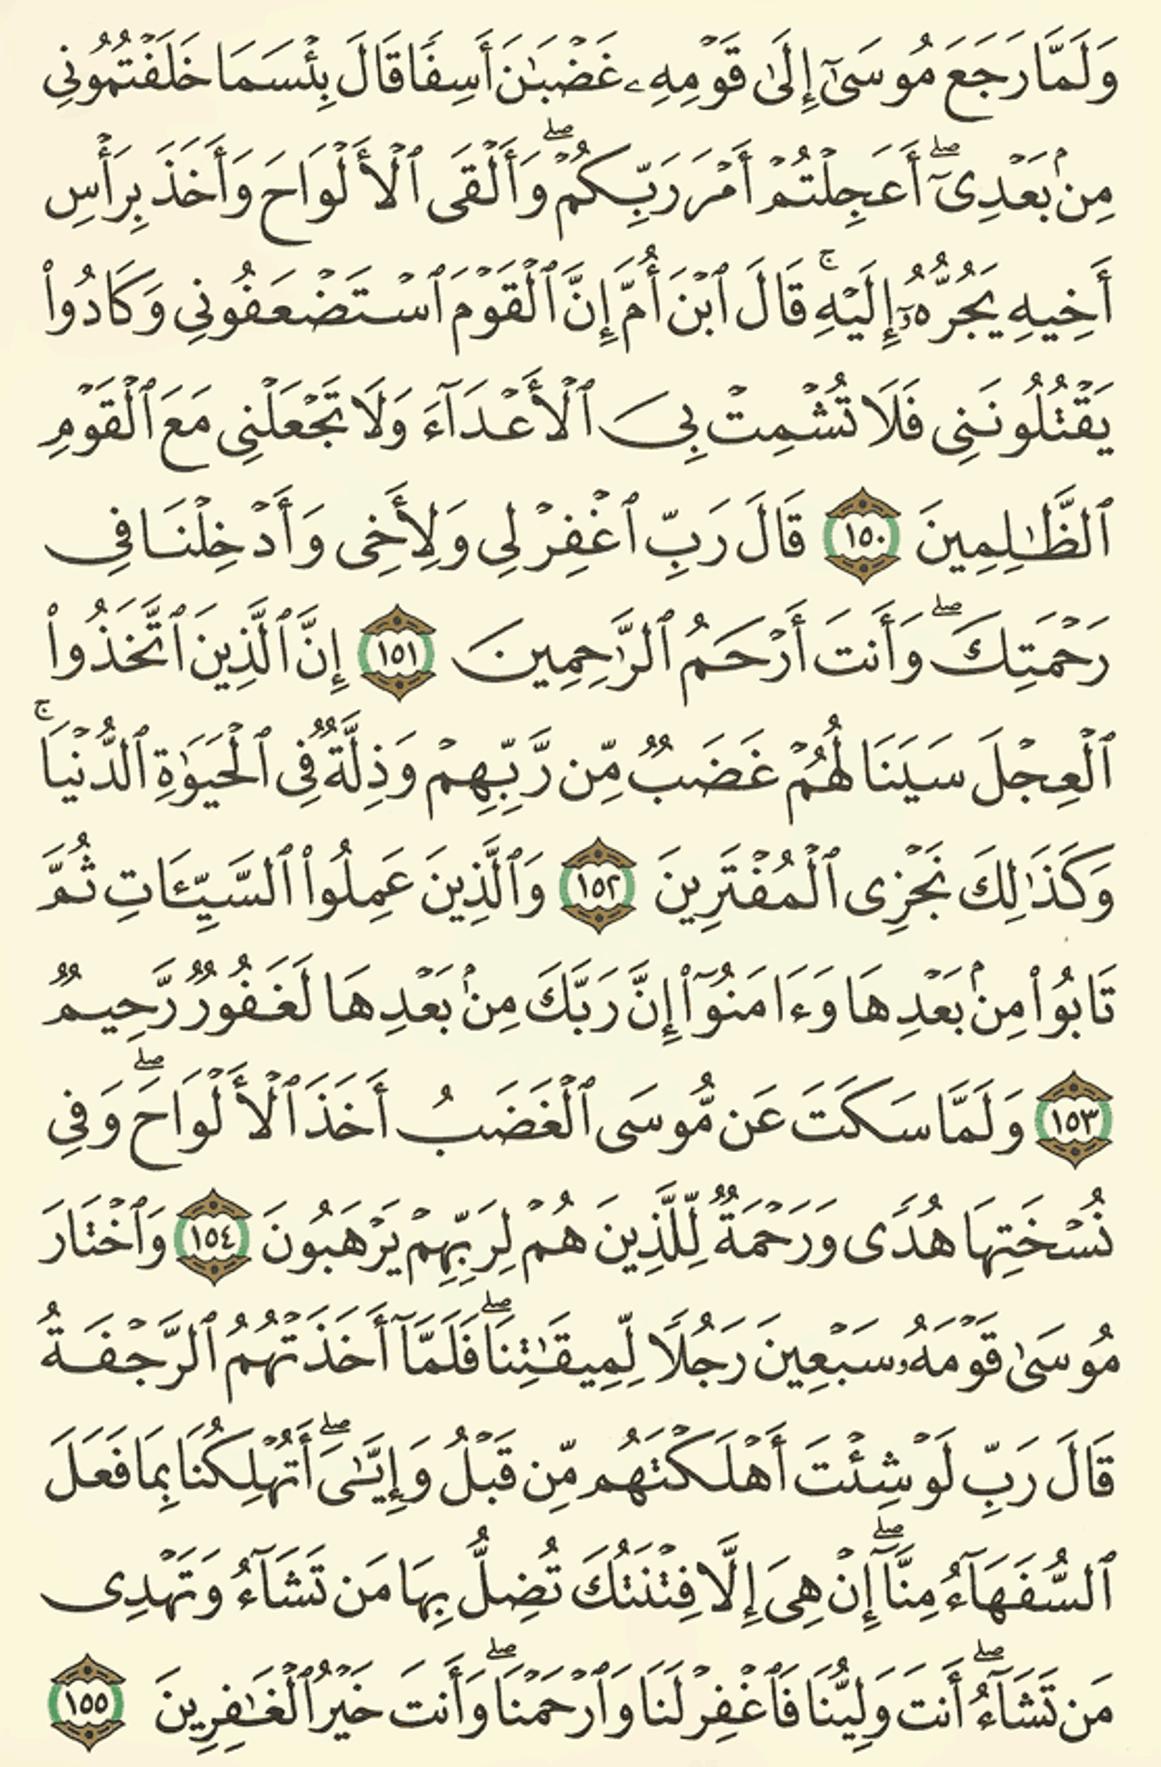 وَلَمَّا رَجَعَ مُوسَىٰٓ إِلَىٰ قَوْمِهِۦ غَضْبَٰنَ أَسِفًا قَالَ بِئْسَمَا خَلَفْتُمُونِى
مِنۢ بَعْدِىٓ ۖ أَعَجِلْتُمْ أَمْرَ رَبِّكُمْ ۖ وَأَلْقَى ٱلْأَلْوَاحَ وَأَخَذَ بِرَأْسِ
أَخِيهِ يَجُرُّهُۥٓ إِلَيْهِ ۚ قَالَ ٱبْنَ أُمَّ إِنَّ ٱلْقَوْمَ ٱسْتَضْعَفُونِى وَكَادُوا۟
يَقْتُلُونَنِى فَلَا تُشْمِتْ بِىَ ٱلْأَعْدَآءَ وَلَا تَجْعَلْنِى مَعَ ٱلْقَوْمِ
ٱلظَّٰلِمِينَ ١٥٠ قَالَ رَبِّ ٱغْفِرْ لِى وَلِأَخِى وَأَدْخِلْنَا فِى
رَحْمَتِكَ ۖ وَأَنتَ أَرْحَمُ ٱلرَّٰحِمِينَ ١٥١ إِنَّ ٱلَّذِينَ ٱتَّخَذُوا۟
ٱلْعِجْلَ سَيَنَالُهُمْ غَضَبٌ مِّن رَّبِّهِمْ وَذِلَّةٌ فِى ٱلْحَيَوٰةِ ٱلدُّنْيَا ۚ
وَكَذَٰلِكَ نَجْزِى ٱلْمُفْتَرِينَ ١٥٢ وَٱلَّذِينَ عَمِلُوا۟ ٱلسَّيِّـَٔاتِ ثُمَّ
تَابُوا۟ مِنۢ بَعْدِهَا وَءَامَنُوٓا۟ إِنَّ رَبَّكَ مِنۢ بَعْدِهَا لَغَفُورٌ رَّحِيمٌ
١٥٣ وَلَمَّا سَكَتَ عَن مُّوسَى ٱلْغَضَبُ أَخَذَ ٱلْأَلْوَاحَ ۖ وَفِى
نُسْخَتِهَا هُدًى وَرَحْمَةٌ لِّلَّذِينَ هُمْ لِرَبِّهِمْ يَرْهَبُونَ ١٥٤ وَٱخْتَارَ
مُوسَىٰ قَوْمَهُۥ سَبْعِينَ رَجُلًا لِّمِيقَٰتِنَا ۖ فَلَمَّآ أَخَذَتْهُمُ ٱلرَّجْفَةُ
قَالَ رَبِّ لَوْ شِئْتَ أَهْلَكْتَهُم مِّن قَبْلُ وَإِيَّٰىَ ۖ أَتُهْلِكُنَا بِمَا فَعَلَ
ٱلسُّفَهَآءُ مِنَّآ ۖ إِنْ هِىَ إِلَّا فِتْنَتُكَ تُضِلُّ بِهَا مَن تَشَآءُ وَتَهْدِى
مَن تَشَآءُ ۖ أَنتَ وَلِيُّنَا فَٱغْفِرْ لَنَا وَٱرْحَمْنَا ۖ وَأَنتَ خَيْرُ ٱلْغَٰفِرِينَ ١٥٥